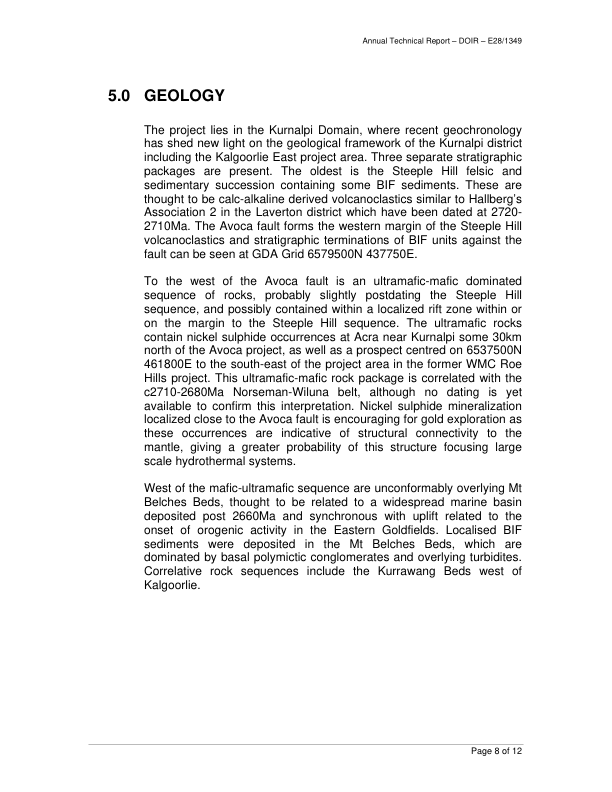 Annual Technical Report – DOIR – E28/1349
5.0 GEOLOGY
The project lies in the Kurnalpi Domain, where recent geochronology
has shed new light on the geological framework of the Kurnalpi district
including the Kalgoorlie East project area. Three separate stratigraphic
packages are present. The oldest is the Steeple Hill felsic and
sedimentary succession containing some BIF sediments. These are
thought to be calc-alkaline derived volcanoclastics similar to Hallberg's
Association 2 in the Laverton district which have been dated at 2720-
2710Ma. The Avoca fault forms the western margin of the Steeple Hill
volcanoclastics and stratigraphic terminations of BIF units against the
fault can be seen at GDA Grid 6579500N 437750E.
To the west of the Avoca fault is an ultramafic-mafic dominated
sequence of rocks, probably slightly postdating the Steeple Hill
sequence, and possibly contained within a localized rift zone within or
on the margin to the Steeple Hill sequence. The ultramafic rocks
contain nickel sulphide occurrences at Acra near Kurnalpi some 30km
north of the Avoca project, as well as a prospect centred on 6537500N
461800E to the south-east of the project area in the former WMC Roe
Hills project. This ultramafic-mafic rock package is correlated with the
c2710-2680Ma Norseman-Wiluna belt, although no dating is yet
available to confirm this interpretation. Nickel sulphide mineralization
localized close to the Avoca fault is encouraging for gold exploration as
these occurrences are indicative of structural connectivity to the
mantle, giving a greater probability of this structure focusing large
scale hydrothermal systems.
West of the mafic-ultramafic sequence are unconformably overlying Mt
Belches Beds, thought to be related to a widespread marine basin
deposited post 2660Ma and synchronous with uplift related to the
onset of orogenic activity in the Eastern Goldfields. Localised BIF
sediments were deposited in the Mt Belches Beds, which are
dominated by basal polymictic conglomerates and overlying turbidites.
Correlative rock sequences include the Kurrawang Beds west of
Kalgoorlie.
Page 8 of 12